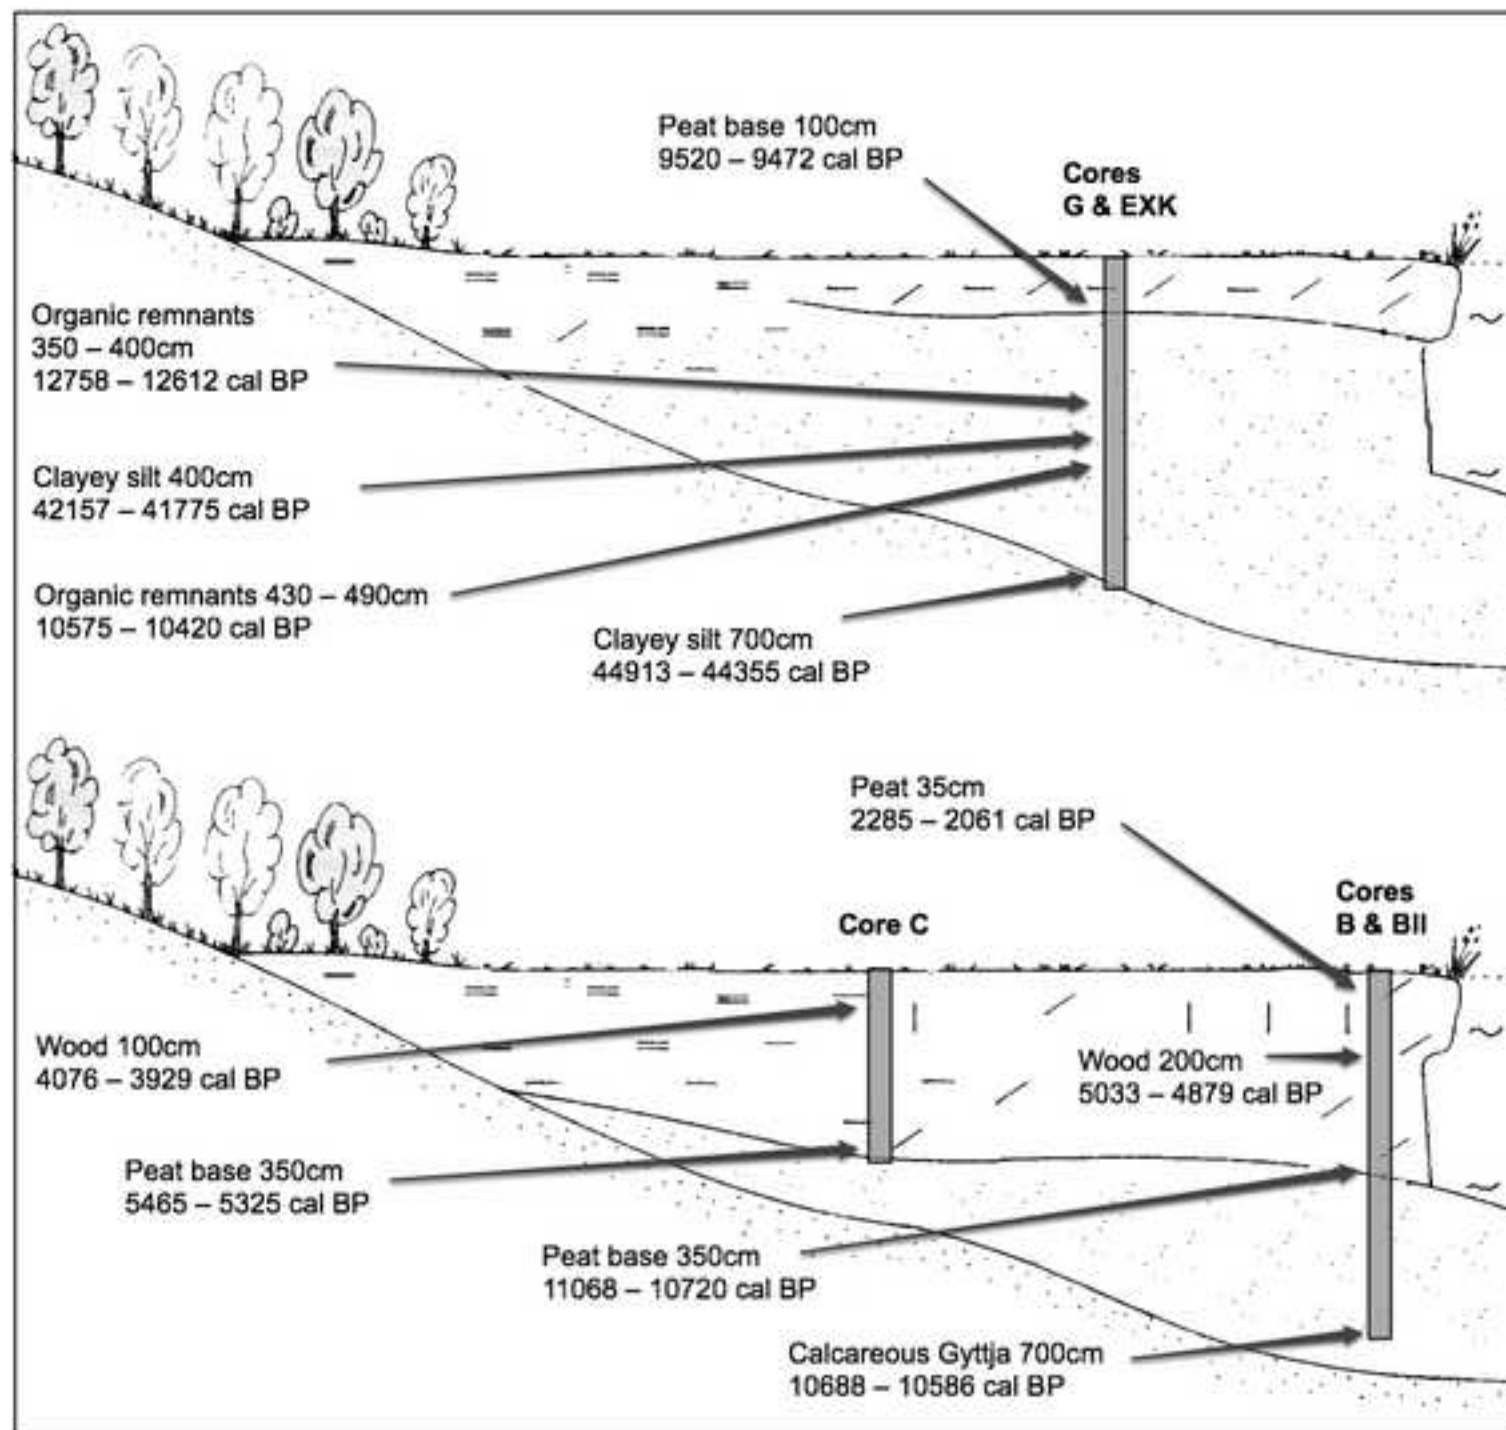 Peat base 100cm
9520 – 9472 cal BP
Cores
G & EXK
Organic remnants
350 – 400cm
12758 – 12612 cal BP
Clayey silt 400cm
42157 – 41775 cal BP
Organic remnants 430 – 490cm
10575 – 10420 cal BP
Clayey silt 700cm
44913 – 44355 cal BP
Peat 35cm
2285 – 2061 cal BP
Cores
B & BII
Core C
Wood 100cm
4076 – 3929 cal BP
Wood 200cm
5033 – 4879 cal BP
Peat base 350cm
5465 – 5325 cal BP
Peat base 350cm
11068 – 10720 cal BP
Calcareous Gyttja 700cm
10688 – 10586 cal BP